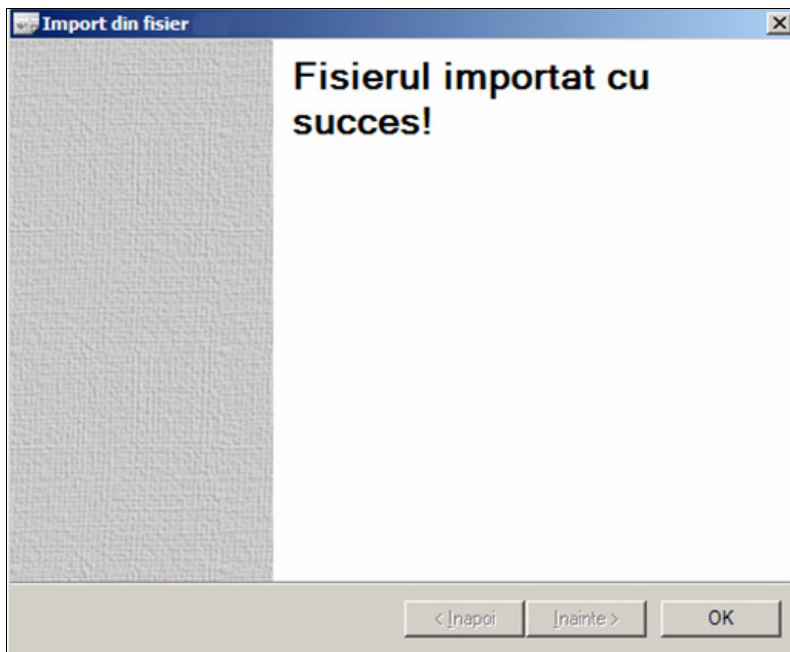 Import din fisier
Fisierul importat cu
succes!
< Inapoi
Inainte >
OK